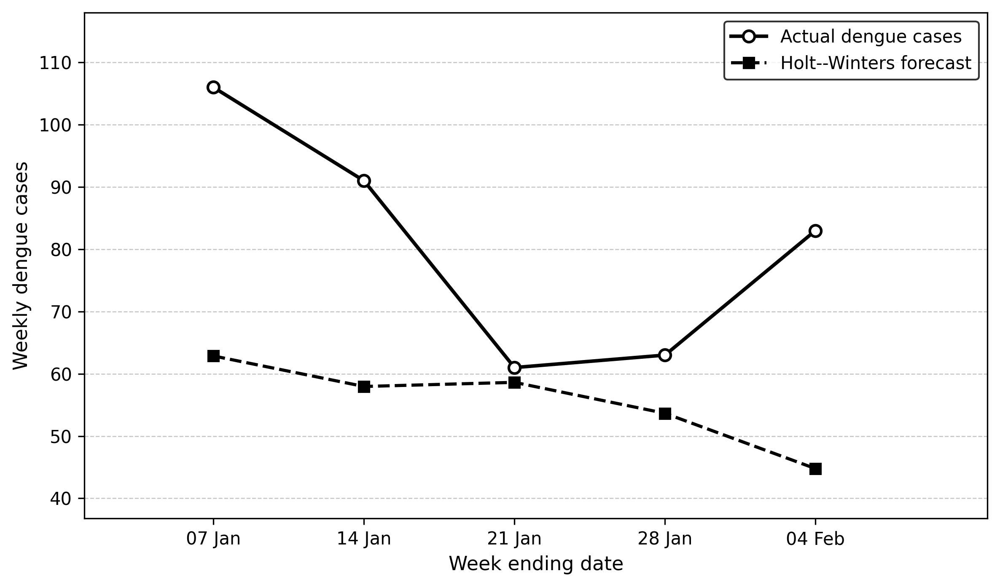 Actual dengue cases
Holt--Winters forecast
Weekly dengue cases
110
100
90
80
70
60
50
40
07 Jan
14 Jan
21 Jan
28 Jan
04 Feb
Week ending date